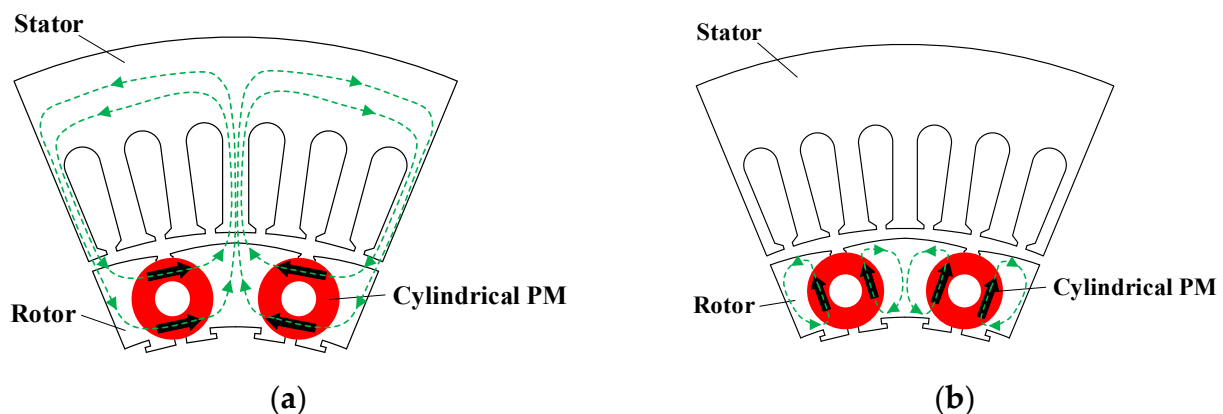 Stator
Rotor
Cylindrical PM
(a)
Stator
Rotor
Cylindrical PM
(b)